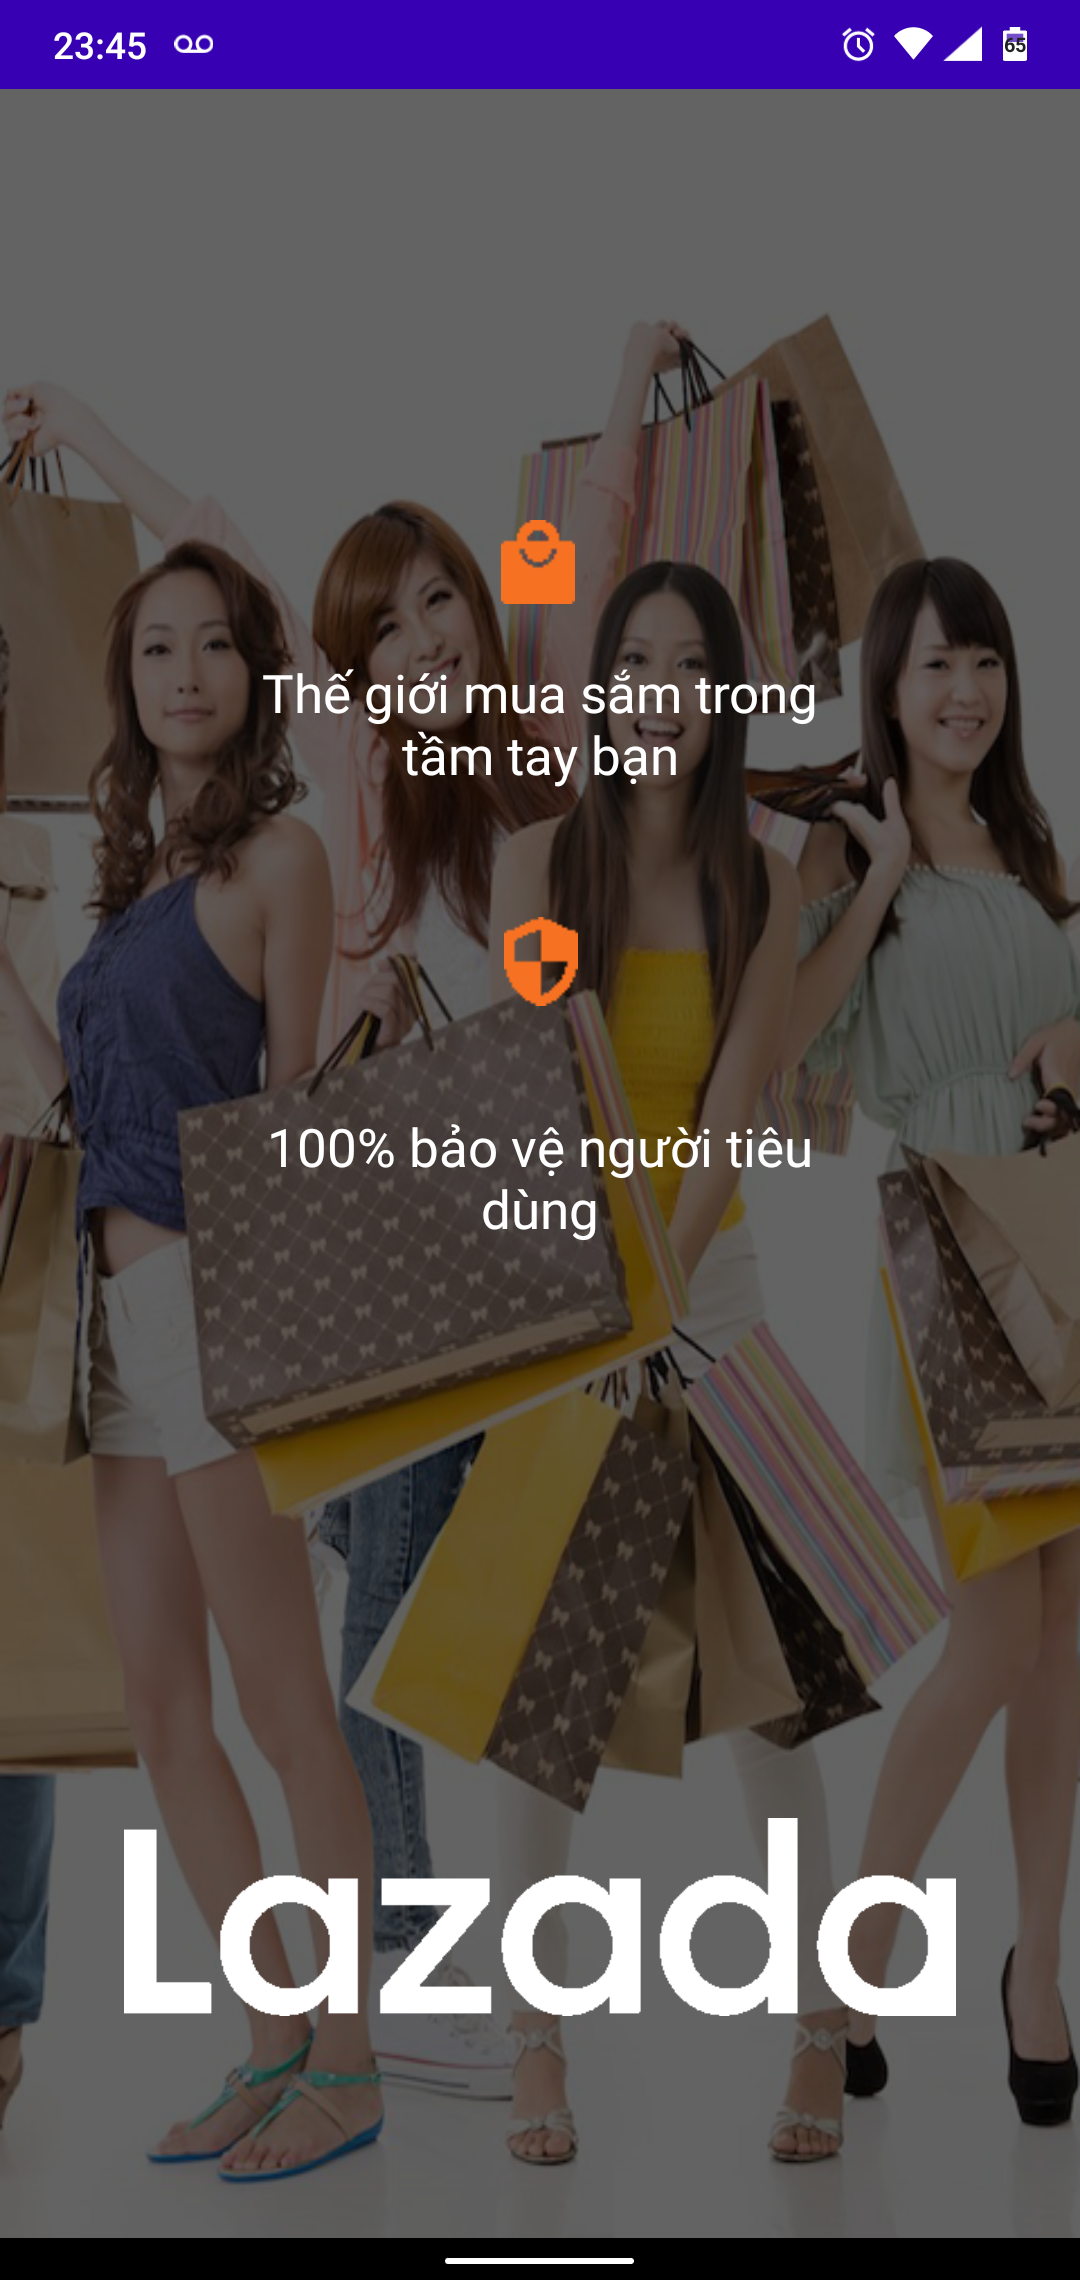 23:45
65
Thế giới mua sắm trong
tầm tay bạn
100% bảo vệ người tiêu
dùng
Lazada